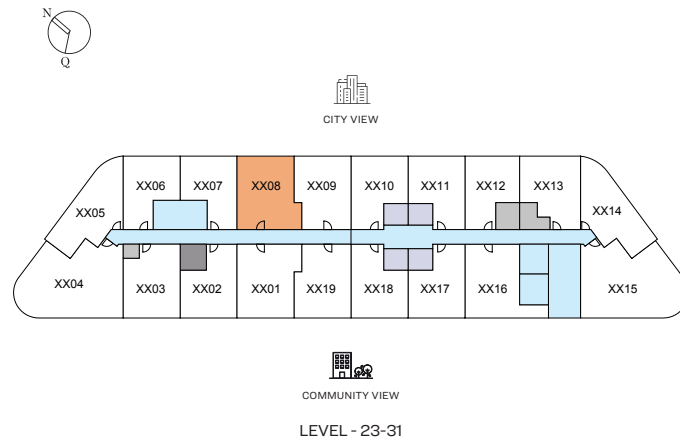 N
Q
CITY VIEW
XX06 XX07 XX08 XX09 XX10 XX11 XX12 XX13
XX05 XX14
XX04 XX03 XX02 XX01 XX19 XX18 XX17 XX16 XX15
COMMUNITY VIEW
LEVEL - 23-31